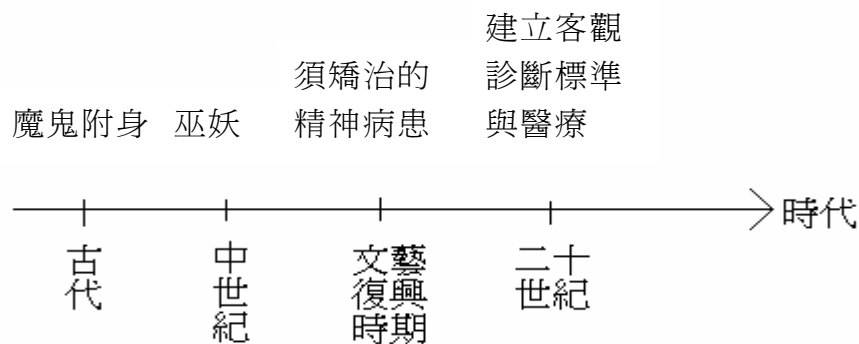 魔鬼附身
巫妖
須矯治的
精神病患
建立客觀
診斷標準
與醫療
時代
古代
中世紀
文藝
復興
時期
二十
世紀